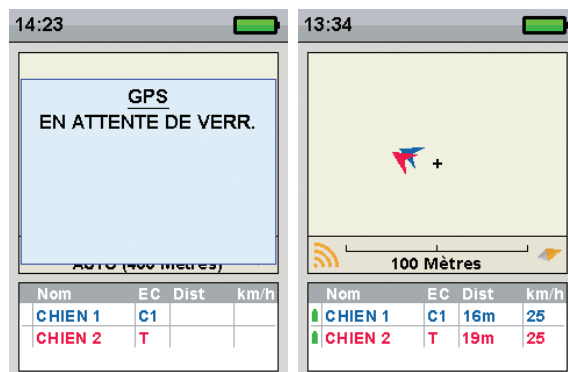 14:23
GPS
EN ATTENTE DE VERR.
AUTO (400 Mètres)
Nom EC Dist km/h
CHIEN 1 C1
CHIEN 2 T
13:34
100 Mètres
Nom EC Dist km/h
CHIEN 1 C1 16m 25
CHIEN 2 T 19m 25